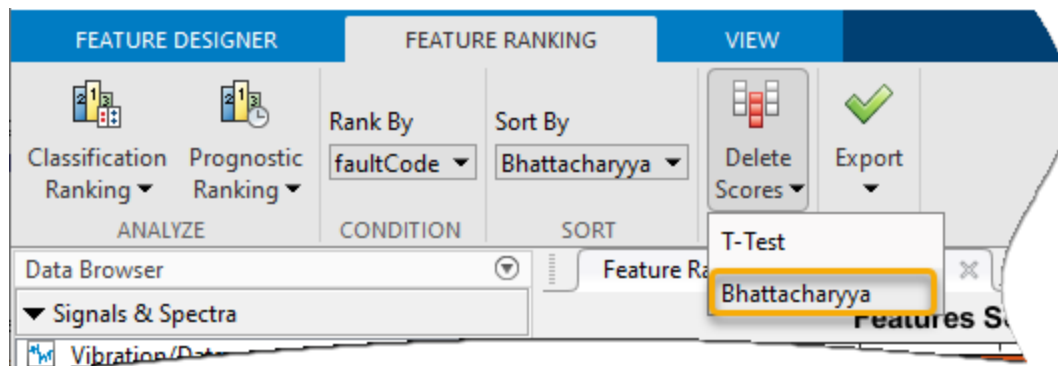 FEATURE DESIGNER
FEATURE RANKING
VIEW
Classification
Ranking
Prognostic
Ranking
Rank By
faultCode
Sort By
Bhattacharyya
Delete
Scores
Export
ANALYZE
CONDITION
SORT
T-Test
Bhattacharyya
Data Browser
Feature
Signals & Spectra
Features